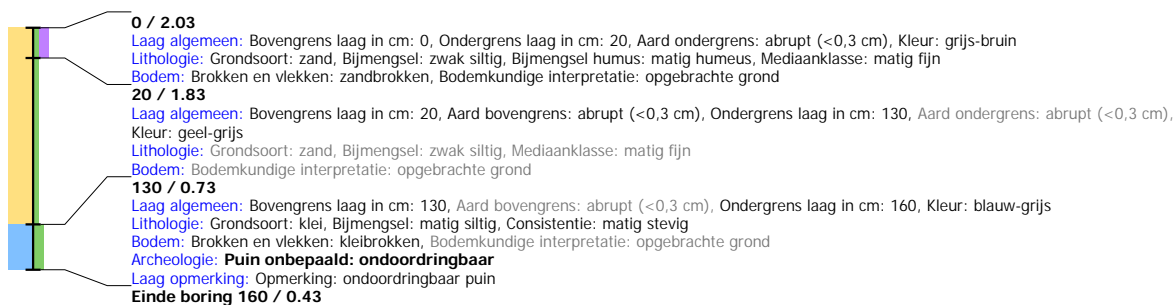 0 / 2.03
Laag algemeen: Bovengrens laag in cm: 0, Ondergrens laag in cm: 20, Aard ondergrens: abrupt (<0,3 cm), Kleur: grijs-bruin
Lithologie: Grondsoort: zand, Bijmengsel: zwak siltig, Bijmengsel humus: matig humeus, Mediaanklasse: matig fijn
Bodem: Brokken en vlekken: zandbrokken, Bodemkundige interpretatie: opgebrachte grond
20 / 1.83
Laag algemeen: Bovengrens laag in cm: 20, Aard bovengrens: abrupt (<0,3 cm), Ondergrens laag in cm: 130, Aard ondergrens: abrupt (<0,3 cm),
Kleur: geel-grijs
Lithologie: Grondsoort: zand, Bijmengsel: zwak siltig, Mediaanklasse: matig fijn
Bodem: Bodemkundige interpretatie: opgebrachte grond
130 / 0.73
Laag algemeen: Bovengrens laag in cm: 130, Aard bovengrens: abrupt (<0,3 cm), Ondergrens laag in cm: 160, Kleur: blauw-grijs
Lithologie: Grondsoort: klei, Bijmengsel: matig siltig, Consistentie: matig stevig
Bodem: Brokken en vlekken: kleibrokken, Bodemkundige interpretatie: opgebrachte grond
Archeologie: Puin onbepaald: ondoordringbaar
Laag opmerking: Opmerking: ondoordringbaar puin
Einde boring 160 / 0.43